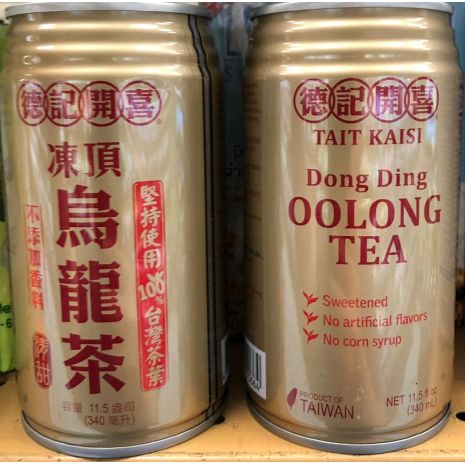 德記開喜®
凍頂
烏龍茶
不添加香料
堅持使用100%台灣茶葉
容量 11.5 盎司
(340 毫升)
德記開喜®
TAIT KAISI
Dong Ding
OOLONG
TEA
Sweetened
No artificial flavors
No corn syrup
PRODUCT OF
TAIWAN
NET 11.5 fl oz
(340 mL)